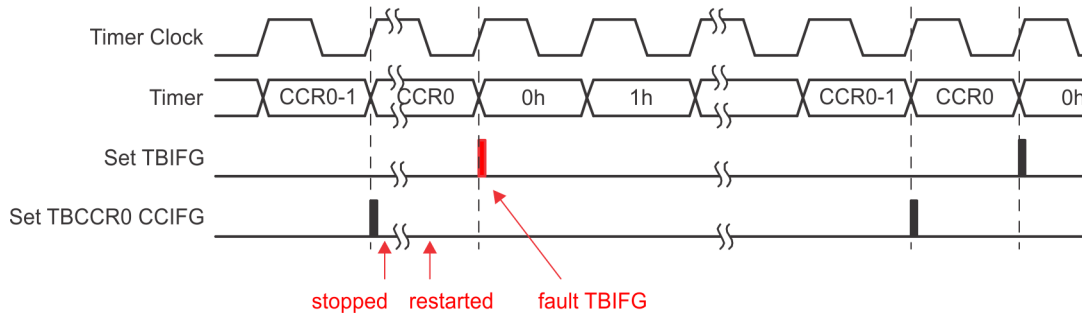 Timer Clock
Timer CCR0-1 CCR0 0h 1h CCR0-1 CCR0 0h
Set TBIFG
Set TBCCR0 CCIFG
stopped restarted fault TBIFG